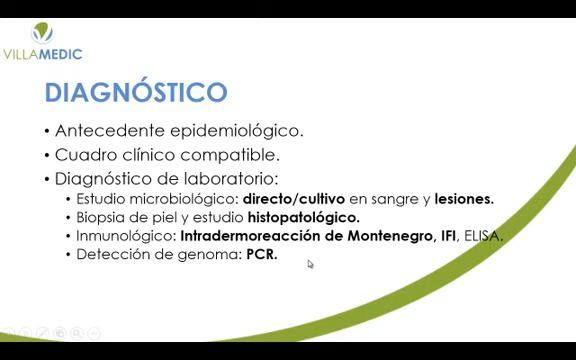 VILLAMEDIC
DIAGNÓSTICO
• Antecedente epidemiológico.
• Cuadro clínico compatible.
• Diagnóstico de laboratorio:
• Estudio microbiológico: directo/cultivo en sangre y lesiones.
• Biopsia de piel y estudio histopatológico.
• Inmunológico: Intradermoreacción de Montenegro, IFI, ELISA.
• Detección de genoma: PCR.